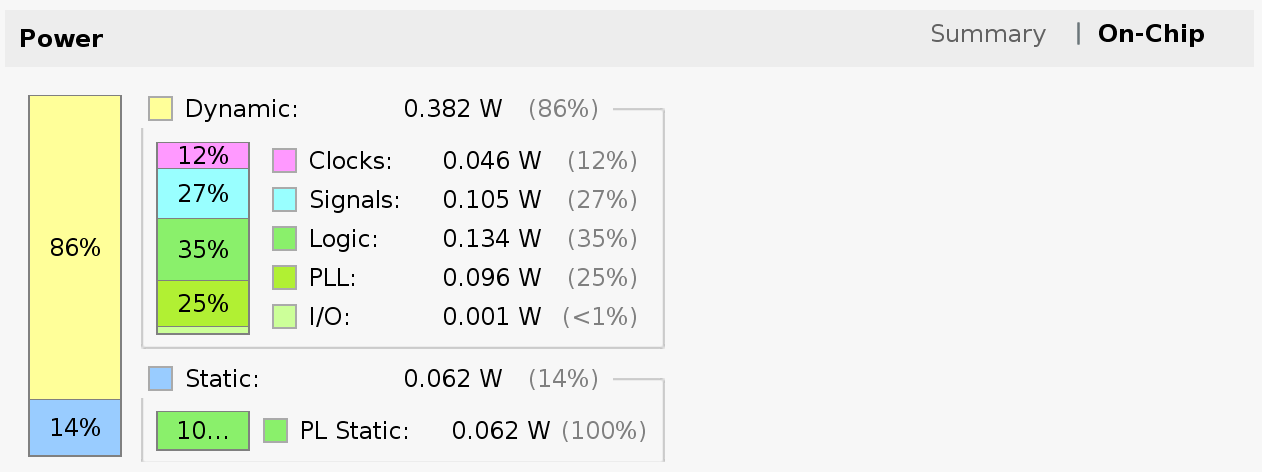 Power Summary | On-Chip
Dynamic: 0.382 W (86%)
12% Clocks: 0.046 W (12%)
27% Signals: 0.105 W (27%)
86% 35% Logic: 0.134 W (35%)
25% PLL: 0.096 W (25%)
I/O: 0.001 W (<1%)
Static: 0.062 W (14%)
14% 10... PL Static: 0.062 W (100%)